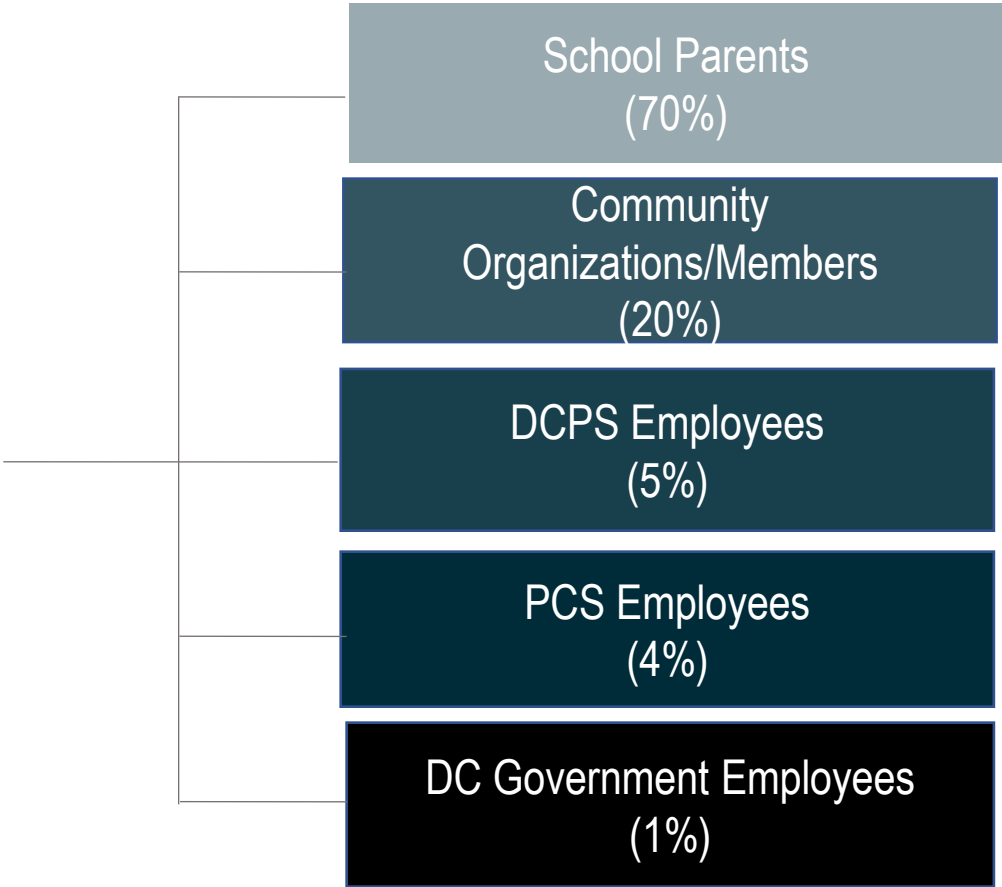 School Parents
(70%)
Community
Organizations/Members
(20%)
DCPS Employees
(5%)
PCS Employees
(4%)
DC Government Employees
(1%)